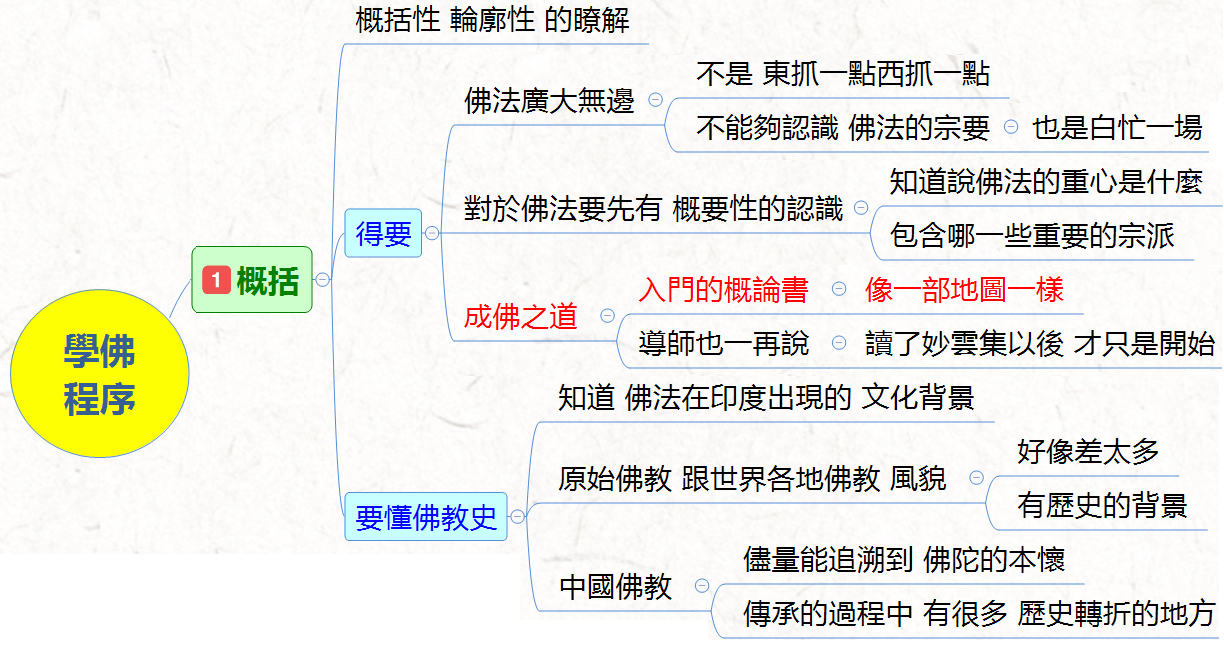 學佛
程序
1 概括
概括性 輪廓性 的瞭解
得要
佛法廣大無邊
不是 東抓一點西抓一點
不能夠認識 佛法的宗要
也是白忙一場
對於佛法要先有 概要性的認識
知道說佛法的重心是什麼
包含哪一些重要的宗派
成佛之道
入門的概論書
像一部地圖一樣
導師也一再說
讀了妙雲集以後 才只是開始
要懂佛教史
知道 佛法在印度出現的 文化背景
原始佛教 跟世界各地佛教 風貌
好像差太多
有歷史的背景
中國佛教
儘量能追溯到 佛陀的本懷
傳承的過程中 有很多 歷史轉折的地方